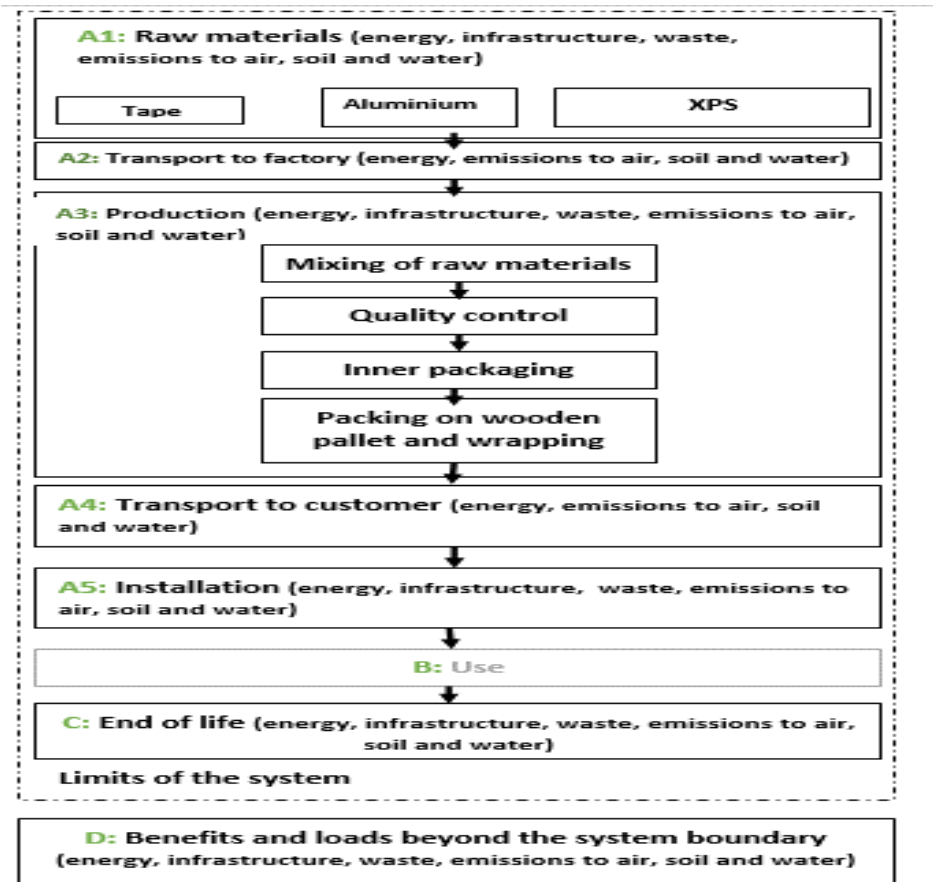 A1: Raw materials (energy, infrastructure, waste,
emissions to air, soil and water)
Tape
Aluminium
XPS
A2: Transport to factory (energy, emissions to air, soil and water)
A3: Production (energy, infrastructure, waste, emissions to air,
soil and water)
Mixing of raw materials
Quality control
Inner packaging
Packing on wooden
pallet and wrapping
A4: Transport to customer (energy, emissions to air, soil
and water)
A5: Installation (energy, infrastructure, waste, emissions to
air, soil and water)
B: Use
C: End of life (energy, infrastructure, waste, emissions to air,
soil and water)
Limits of the system
D: Benefits and loads beyond the system boundary
(energy, infrastructure, waste, emissions to air, soil and water)